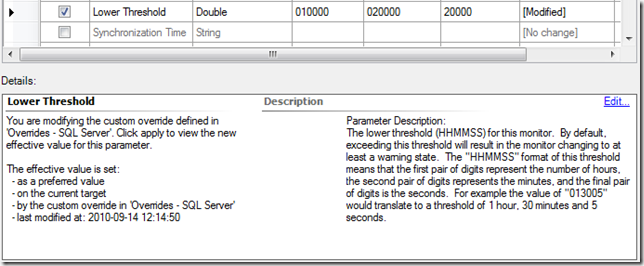 Lower Threshold Double 010000 020000 20000 [Modified]
Synchronization Time String [No change]
Details:
Lower Threshold Description Edit...
You are modifying the custom override defined in
'Overrides - SQL Server'. Click apply to view the new
effective value for this parameter.
The effective value is set:
- as a preferred value
- on the current target
- by the custom override in 'Overrides - SQL Server'
- last modified at: 2010-09-14 12:14:50
Parameter Description:
The lower threshold (HHMMSS) for this monitor. By default,
exceeding this threshold will result in the monitor changing to at
least a warning state. The "HHMMSS" format of this threshold
means that the first pair of digits represent the number of hours,
the second pair of digits represents the minutes, and the final pair
of digits is the seconds. For example the value of "013005"
would translate to a threshold of 1 hour, 30 minutes and 5
seconds.